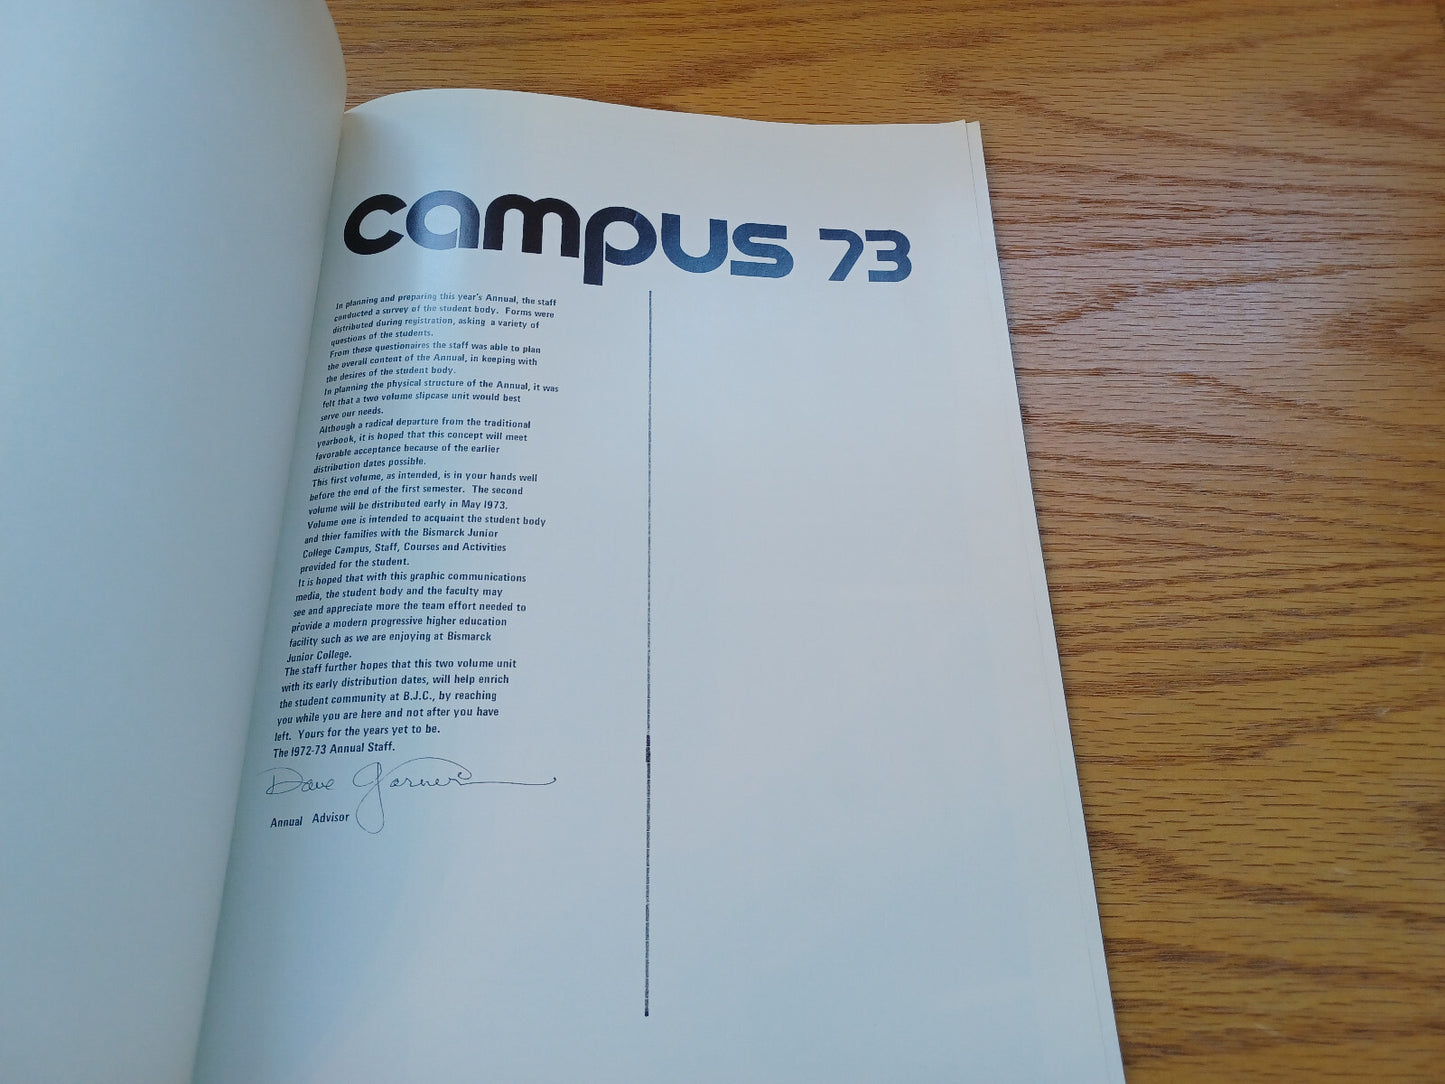 campus 73
In planning and preparing this year's Annual, the staff
conducted a survey of the student body. Forms were
distributed during registration, asking a variety of
questions of the students.
From these questionaires the staff was able to plan
the overall content of the Annual, in keeping with
the desires of the student body.
In planning the physical structure of the Annual, it was
felt that a two volume slipcase unit would best
serve our needs.
Although a radical departure from the traditional
yearbook, it is hoped that this concept will meet
favorable acceptance because of the earlier
distribution dates possible.
This first volume, as intended, is in your hands well
before the end of the first semester. The second
volume will be distributed early in May 1973.
Volume one is intended to acquaint the student body
and thier families with the Bismarck Junior
College Campus, Staff, Courses and Activities
provided for the student.
It is hoped that with this graphic communications
media, the student body and the faculty may
see and appreciate more the team effort needed to
provide a modern progressive higher education
facility such as we are enjoying at Bismarck
Junior College.
The staff further hopes that this two volume unit
with its early distribution dates, will help enrich
the student community at B.J.C., by reaching
you while you are here and not after you have
left. Yours for the years yet to be.
The 1972-73 Annual Staff.
Dave Garner
Annual Advisor